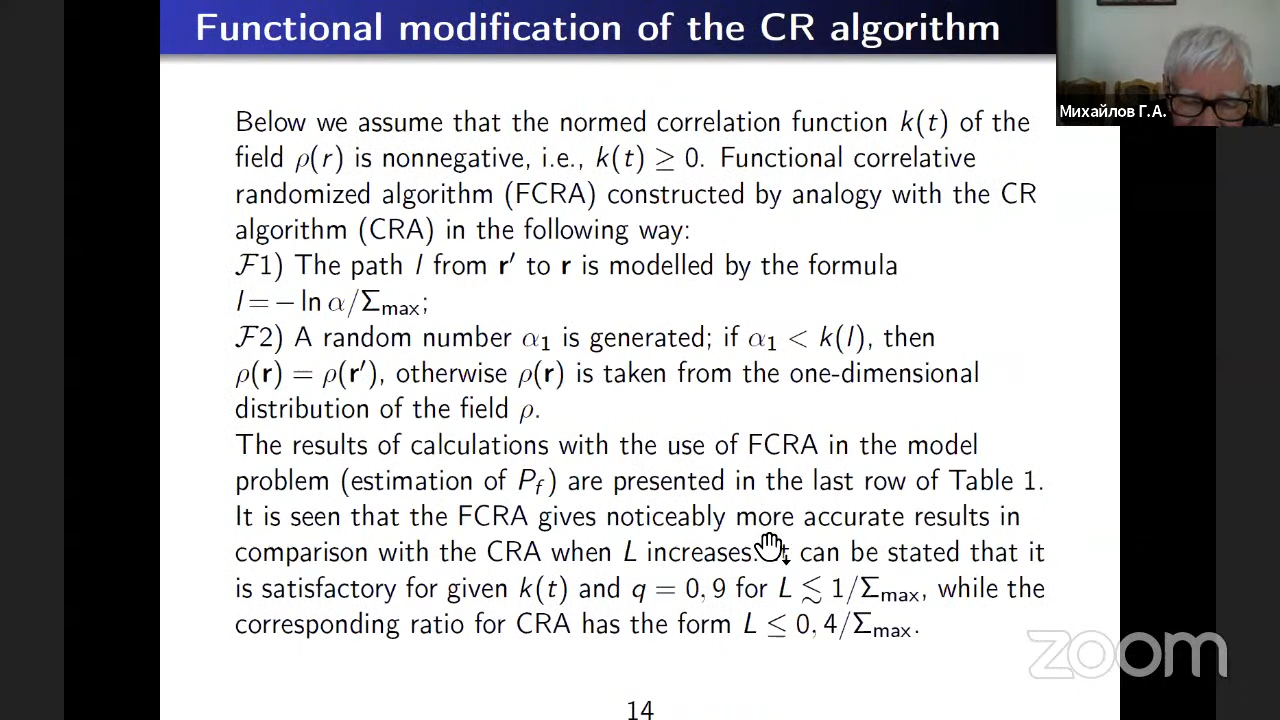 Functional modification of the CR algorithm
Михайлов Г.А.
Below we assume that the normed correlation function k(t) of the
field ρ(r) is nonnegative, i.e., k(t) ≥ 0. Functional correlative
randomized algorithm (FCRA) constructed by analogy with the CR
algorithm (CRA) in the following way:
ℱ1) The path l from r′ to r is modelled by the formula
l = − ln α/Σmax;
ℱ2) A random number α₁ is generated; if α₁ < k(l), then
ρ(r) = ρ(r′), otherwise ρ(r) is taken from the one-dimensional
distribution of the field ρ.
The results of calculations with the use of FCRA in the model
problem (estimation of Pf) are presented in the last row of Table 1.
It is seen that the FCRA gives noticeably more accurate results in
comparison with the CRA when L increases. can be stated that it
is satisfactory for given k(t) and q = 0, 9 for L ≲ 1/Σmax, while the
corresponding ratio for CRA has the form L ≤ 0, 4/Σmax.
zoom
14